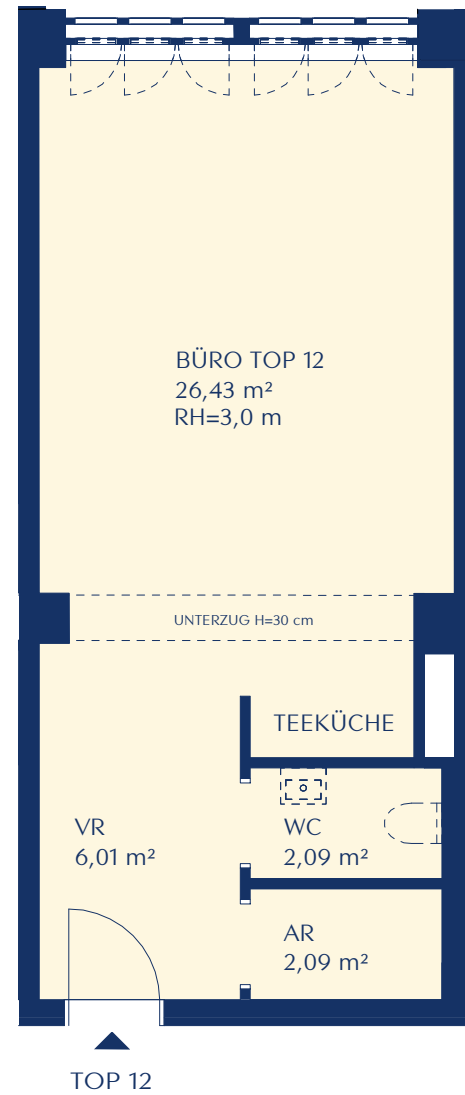 BÜRO TOP 12
26,43 m²
RH=3,0 m
UNTERZUG H=30 cm
TEEKÜCHE
VR
6,01 m²
WC
2,09 m²
AR
2,09 m²
TOP 12